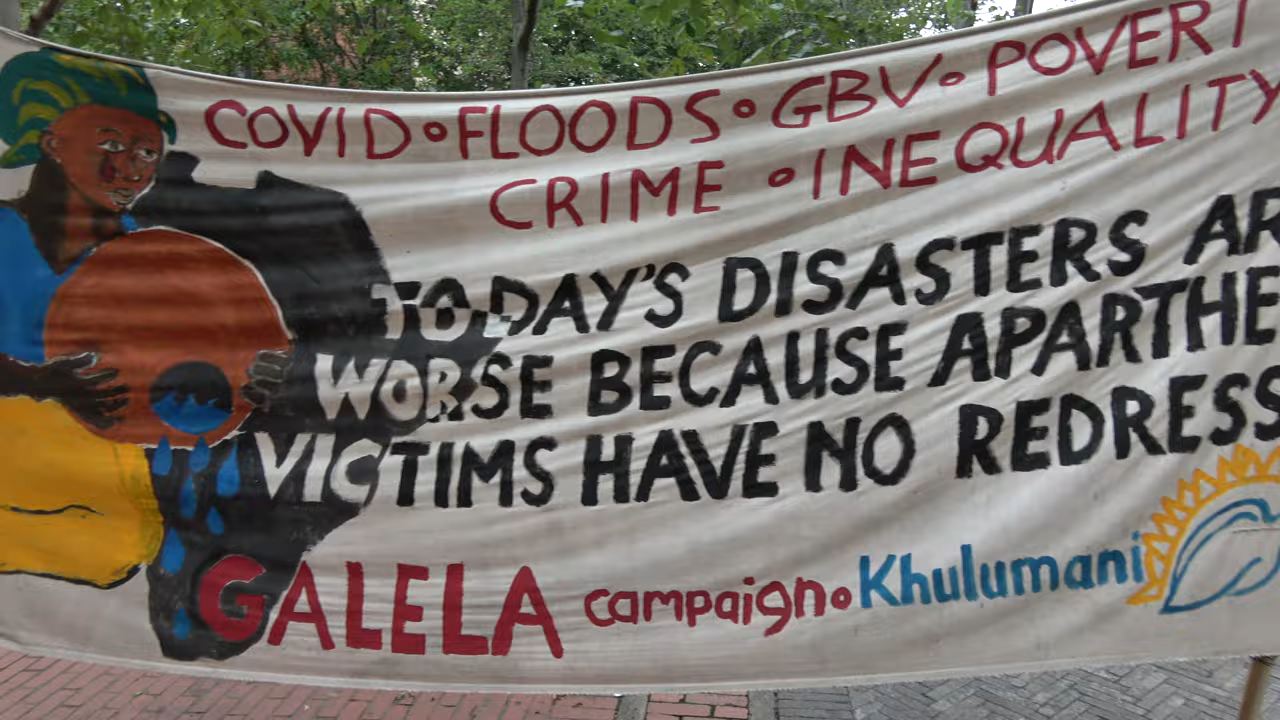 COVID • FLOODS • GBV • POVERT
CRIME • INEQUALITY
TODAY'S DISASTERS AR
WORSE BECAUSE APARTHE
VICTIMS HAVE NO REDRESS
GALELA campaign • Khulumani